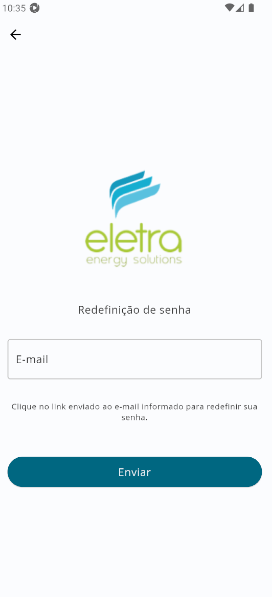 10:35
eletra
energy solutions
Redefinição de senha
E-mail
Clique no link enviado ao e-mail informado para redefinir sua
senha.
Enviar